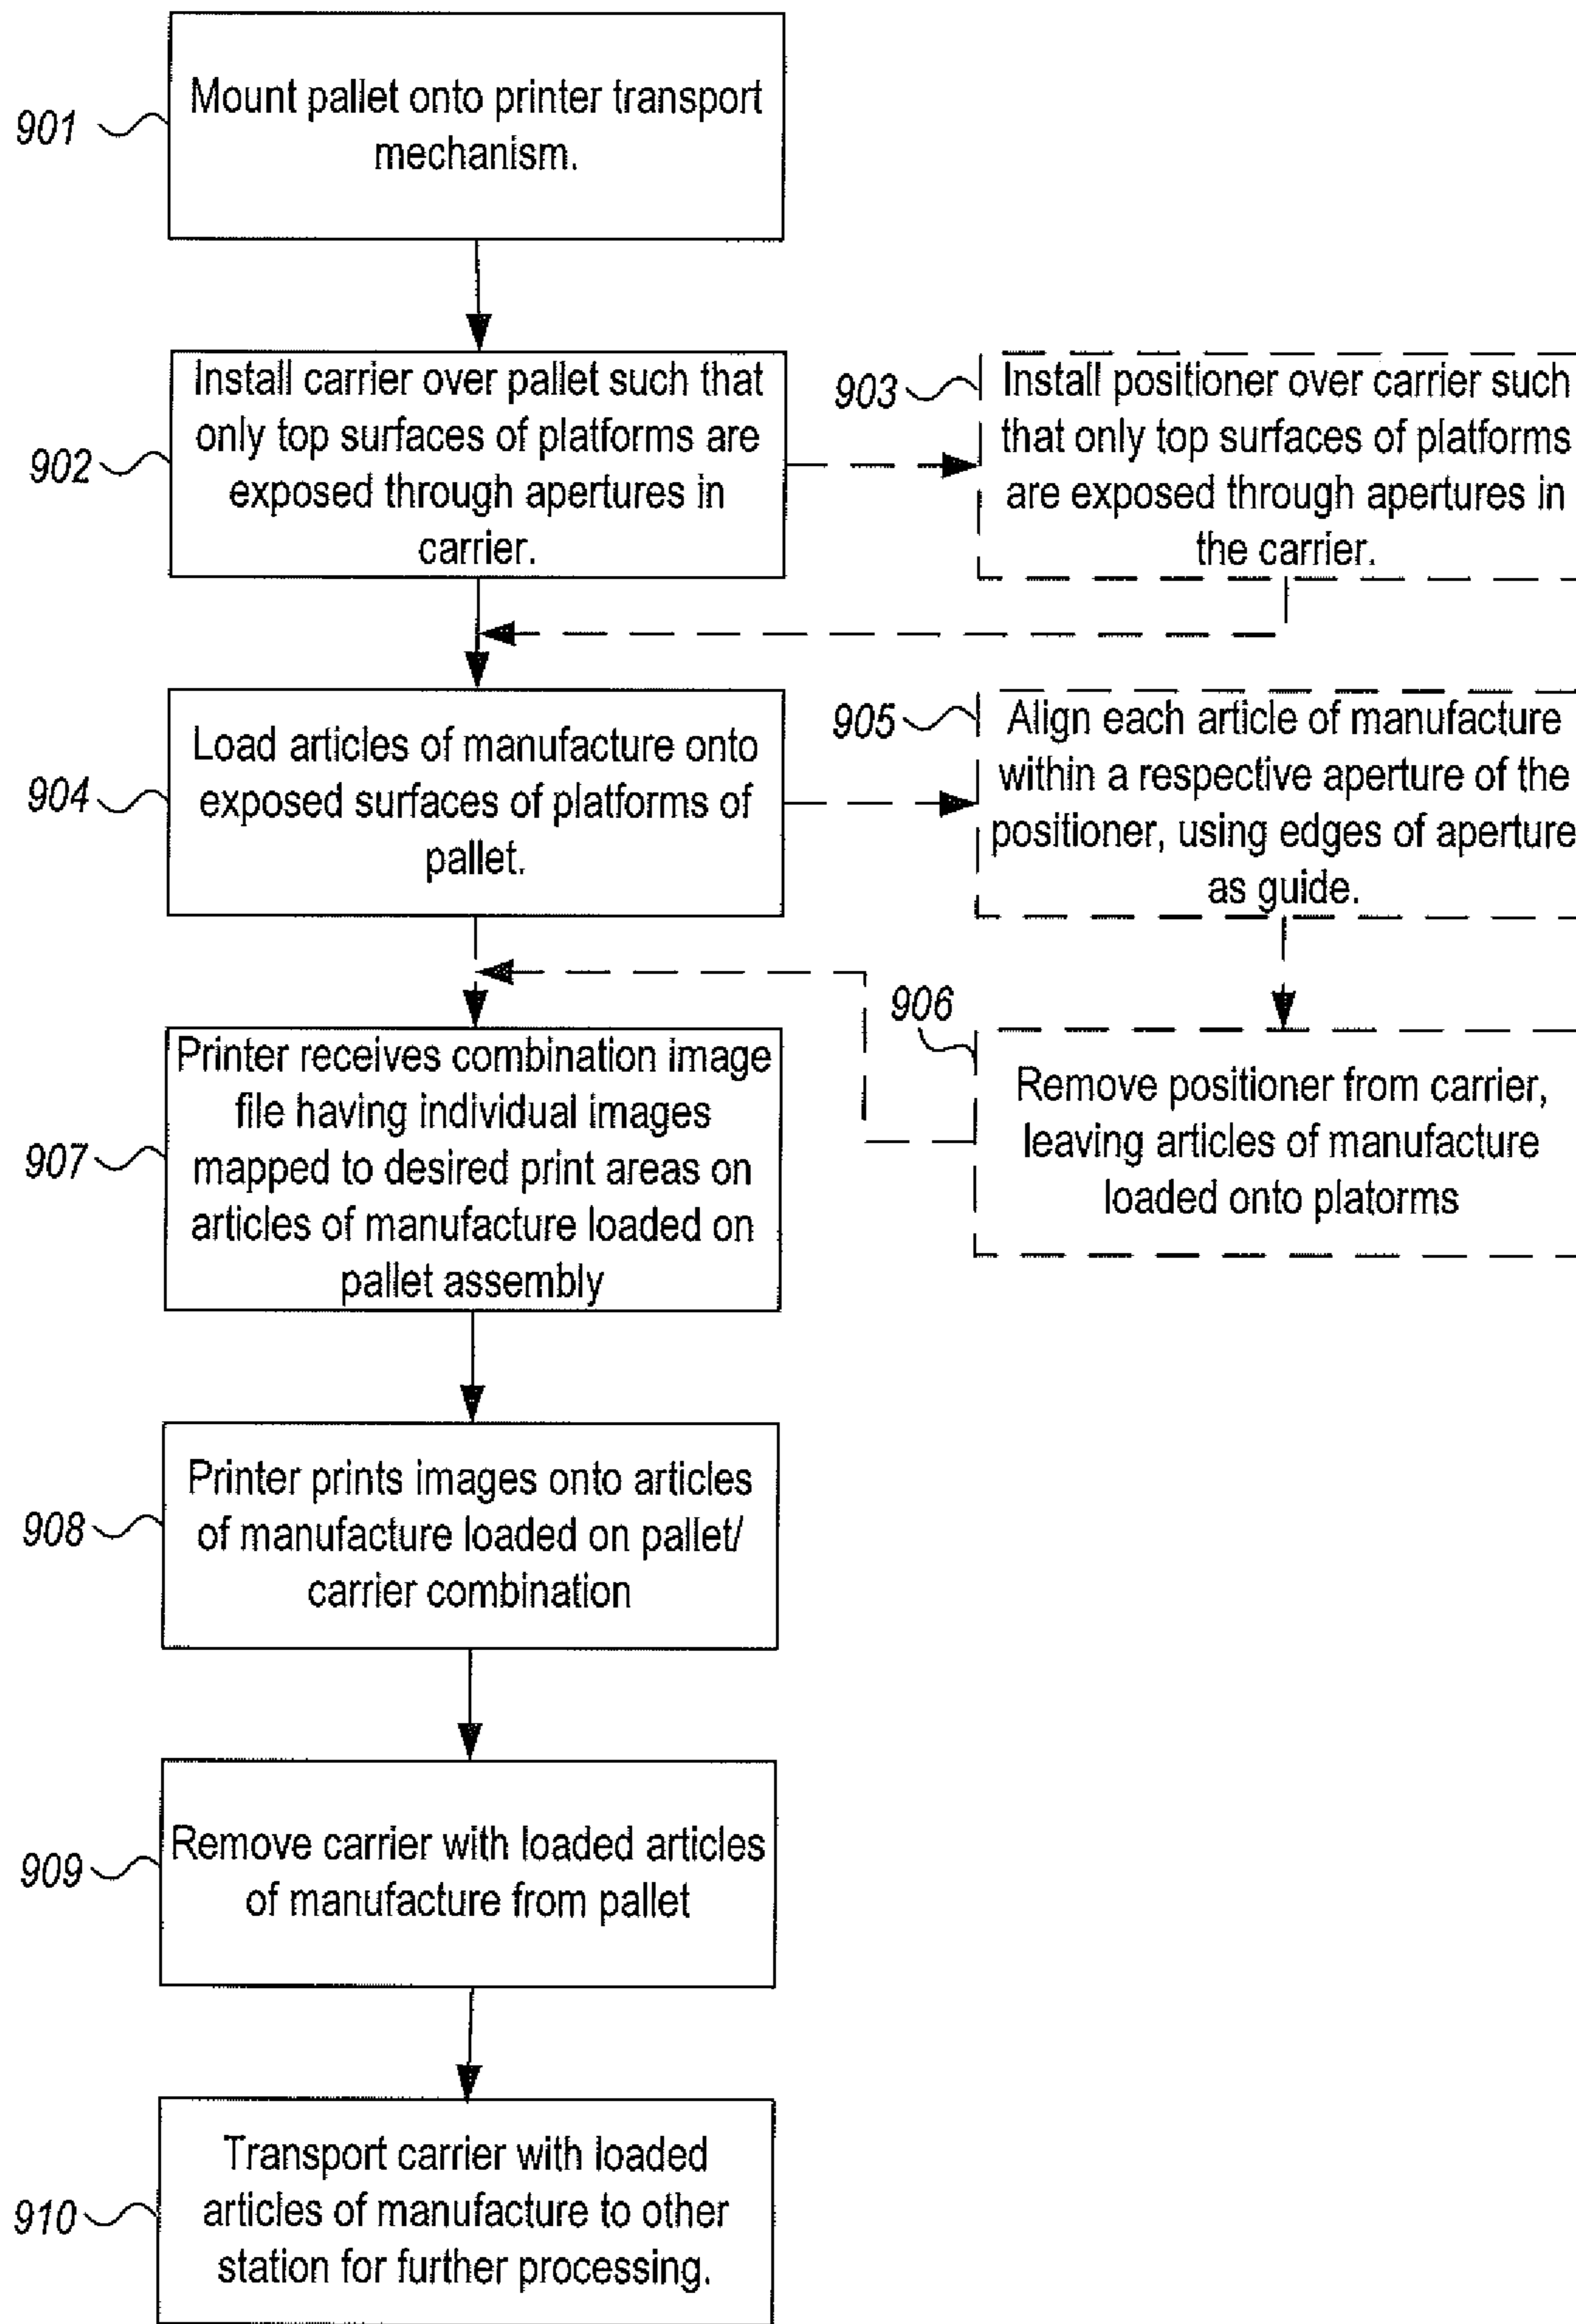 901
Mount pallet onto printer transport
mechanism.
902
Install carrier over pallet such that
only top surfaces of platforms are
exposed through apertures in
carrier.
903
Install positioner over carrier such
that only top surfaces of platforms
are exposed through apertures in
the carrier.
904
Load articles of manufacture onto
exposed surfaces of platforms of
pallet.
905
Align each article of manufacture
within a respective aperture of the
positioner, using edges of aperture
as guide.
906
Remove positioner from carrier,
leaving articles of manufacture
loaded onto platorms
907
Printer receives combination image
file having individual images
mapped to desired print areas on
articles of manufacture loaded on
pallet assembly
908
Printer prints images onto articles
of manufacture loaded on pallet/
carrier combination
909
Remove carrier with loaded articles
of manufacture from pallet
910
Transport carrier with loaded
articles of manufacture to other
station for further processing.